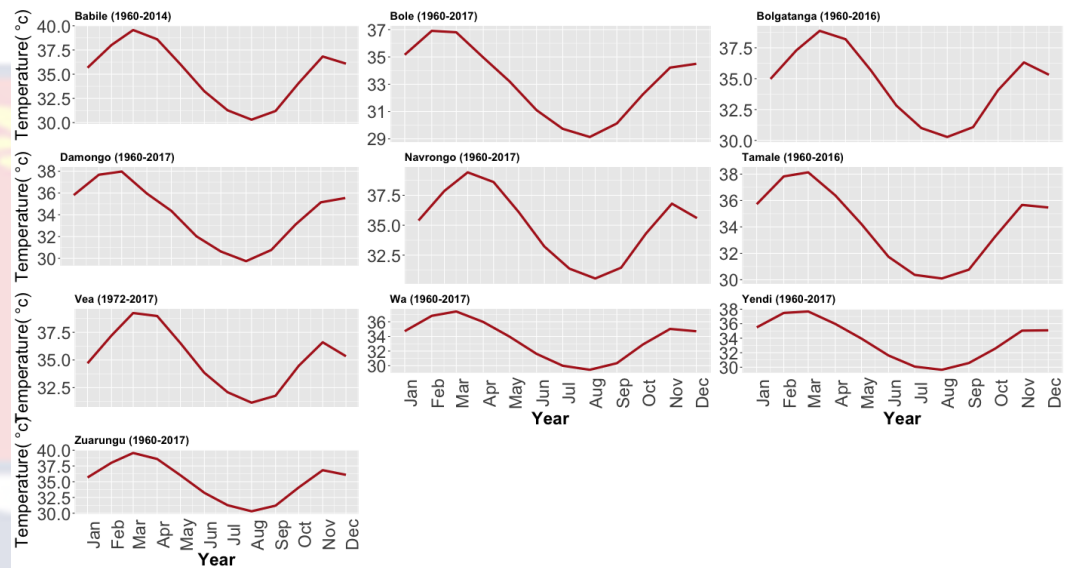 Babile (1960-2014)
Temperature( °c)
40.0
37.5
35.0
32.5
30.0
Bole (1960-2017)
37
35
33
31
29
Bolgatanga (1960-2016)
37.5
35.0
32.5
30.0
Damongo (1960-2017)
Temperature( °c)
38
36
34
32
30
Navrongo (1960-2017)
37.5
35.0
32.5
Tamale (1960-2016)
38
36
34
32
30
Vea (1972-2017)
Temperature( °c)
37.5
35.0
32.5
Wa (1960-2017)
36
34
32
30
Jan Feb Mar Apr May Jun Jul Aug Sep Oct Nov Dec
Year
Yendi (1960-2017)
38
36
34
32
30
Jan Feb Mar Apr May Jun Jul Aug Sep Oct Nov Dec
Year
Zuarungu (1960-2017)
Temperature( °c)
40.0
37.5
35.0
32.5
30.0
Jan Feb Mar Apr May Jun Jul Aug Sep Oct Nov Dec
Year